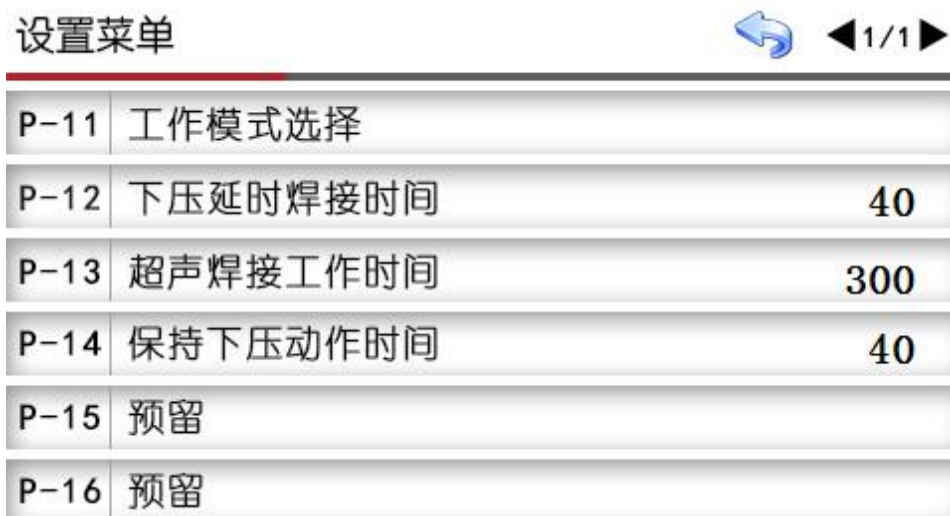 设置菜单 ◀1/1▶
P-11 工作模式选择
P-12 下压延时焊接时间 40
P-13 超声焊接工作时间 300
P-14 保持下压动作时间 40
P-15 预留
P-16 预留